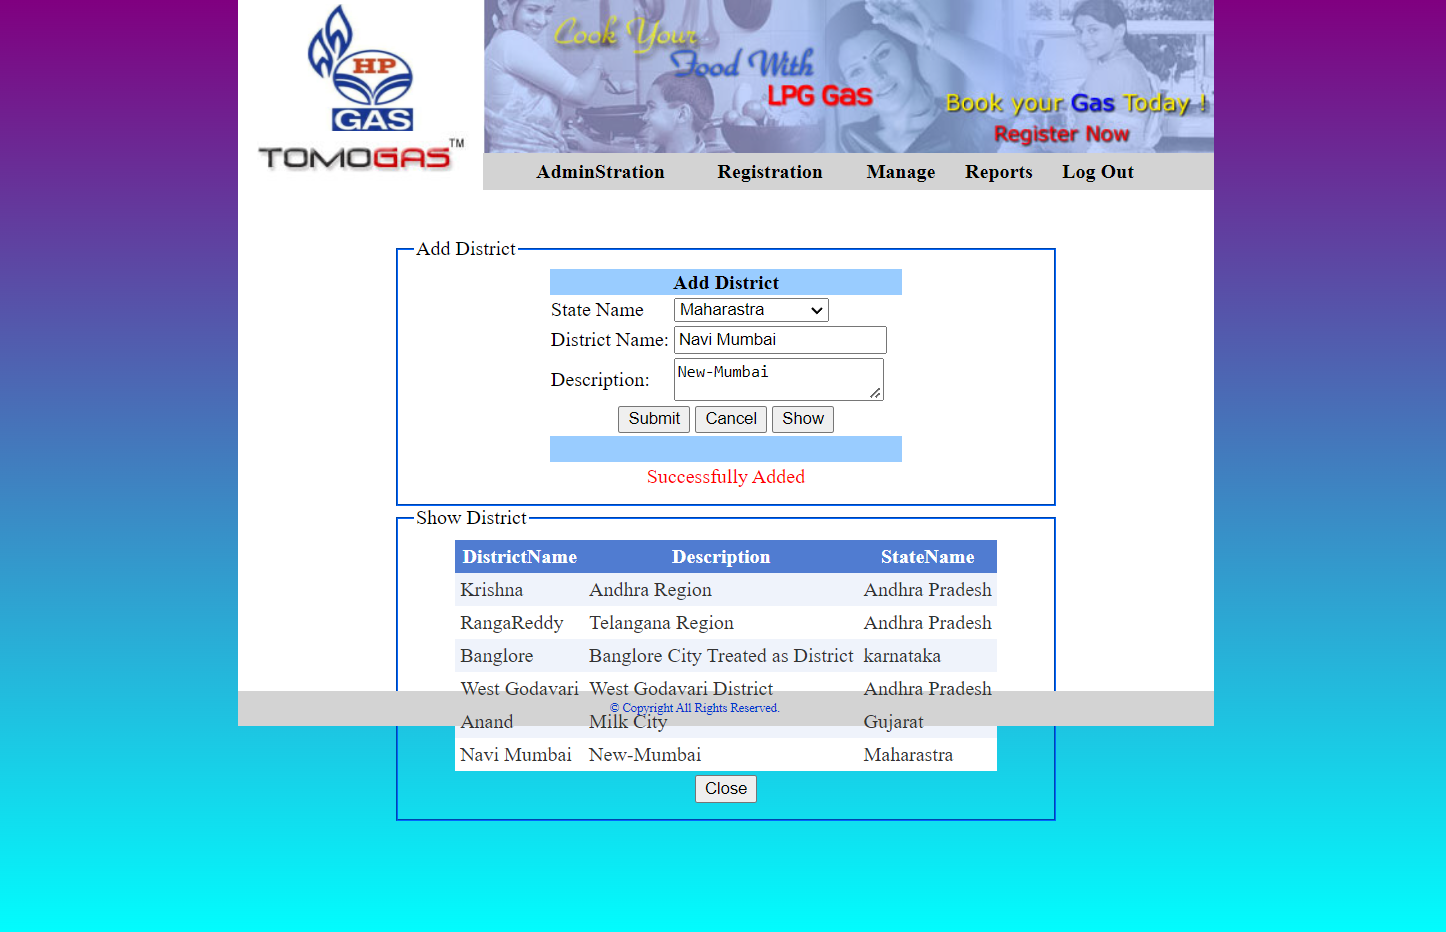 HP
GAS
TOMOGAS™
Cook Your
Food With
LPG Gas
Book your Gas Today !
Register Now
AdminStration Registration Manage Reports Log Out
Add District
Add District
State Name Maharastra
District Name: Navi Mumbai
Description: New-Mumbai
Submit Cancel Show
Successfully Added
Show District
DistrictName Description StateName
Krishna Andhra Region Andhra Pradesh
RangaReddy Telangana Region Andhra Pradesh
Banglore Banglore City Treated as District karnataka
West Godavari West Godavari District Andhra Pradesh
© Copyright All Rights Reserved.
Anand Milk City Gujarat
Navi Mumbai New-Mumbai Maharastra
Close